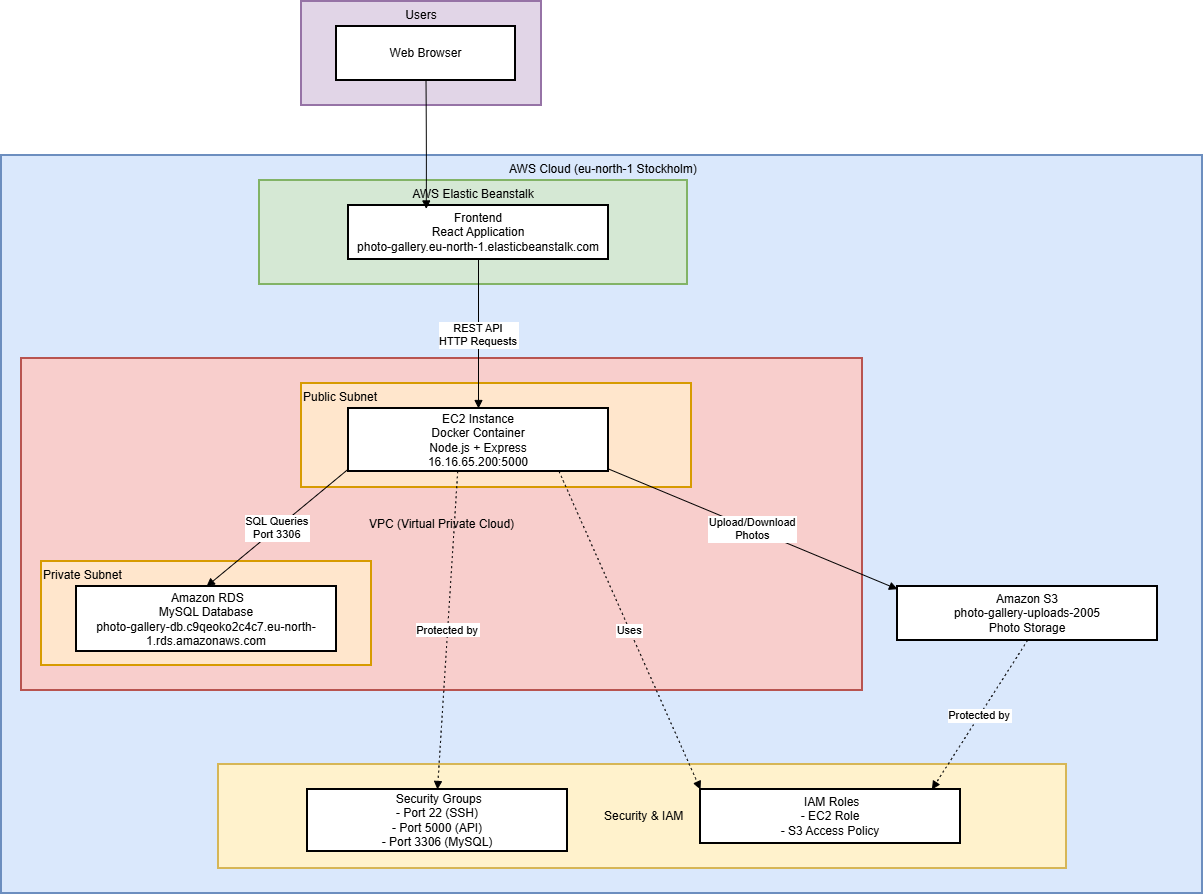 Users
Web Browser
AWS Cloud (eu-north-1 Stockholm)
AWS Elastic Beanstalk
Frontend
React Application
photo-gallery.eu-north-1.elasticbeanstalk.com
REST API
HTTP Requests
Public Subnet
EC2 Instance
Docker Container
Node.js + Express
16.16.65.200:5000
SQL Queries
Port 3306
VPC (Virtual Private Cloud)
Upload/Download
Photos
Private Subnet
Amazon RDS
MySQL Database
photo-gallery-db.c9qeoko2c4c7.eu-north-
1.rds.amazonaws.com
Amazon S3
photo-gallery-uploads-2005
Photo Storage
Protected by
Uses
Protected by
Security Groups
- Port 22 (SSH)
- Port 5000 (API)
- Port 3306 (MySQL)
Security & IAM
IAM Roles
- EC2 Role
- S3 Access Policy